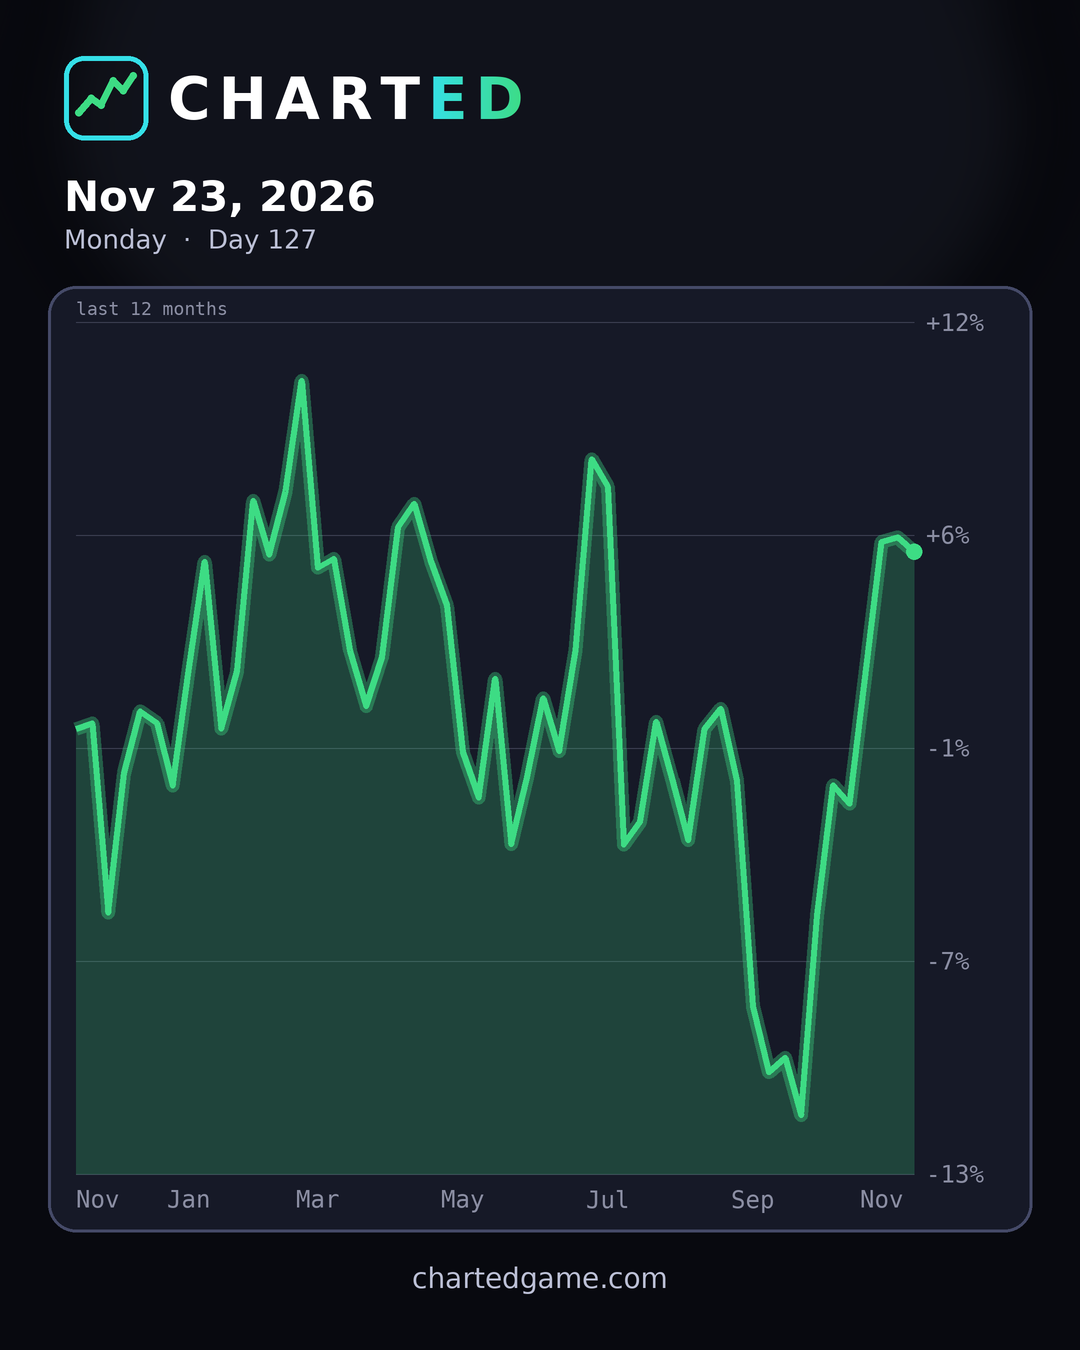 CHARTED
Nov 23, 2026
Monday · Day 127
last 12 months
+12%
+6%
-1%
-7%
-13%
Nov Jan Mar May Jul Sep Nov
chartedgame.com